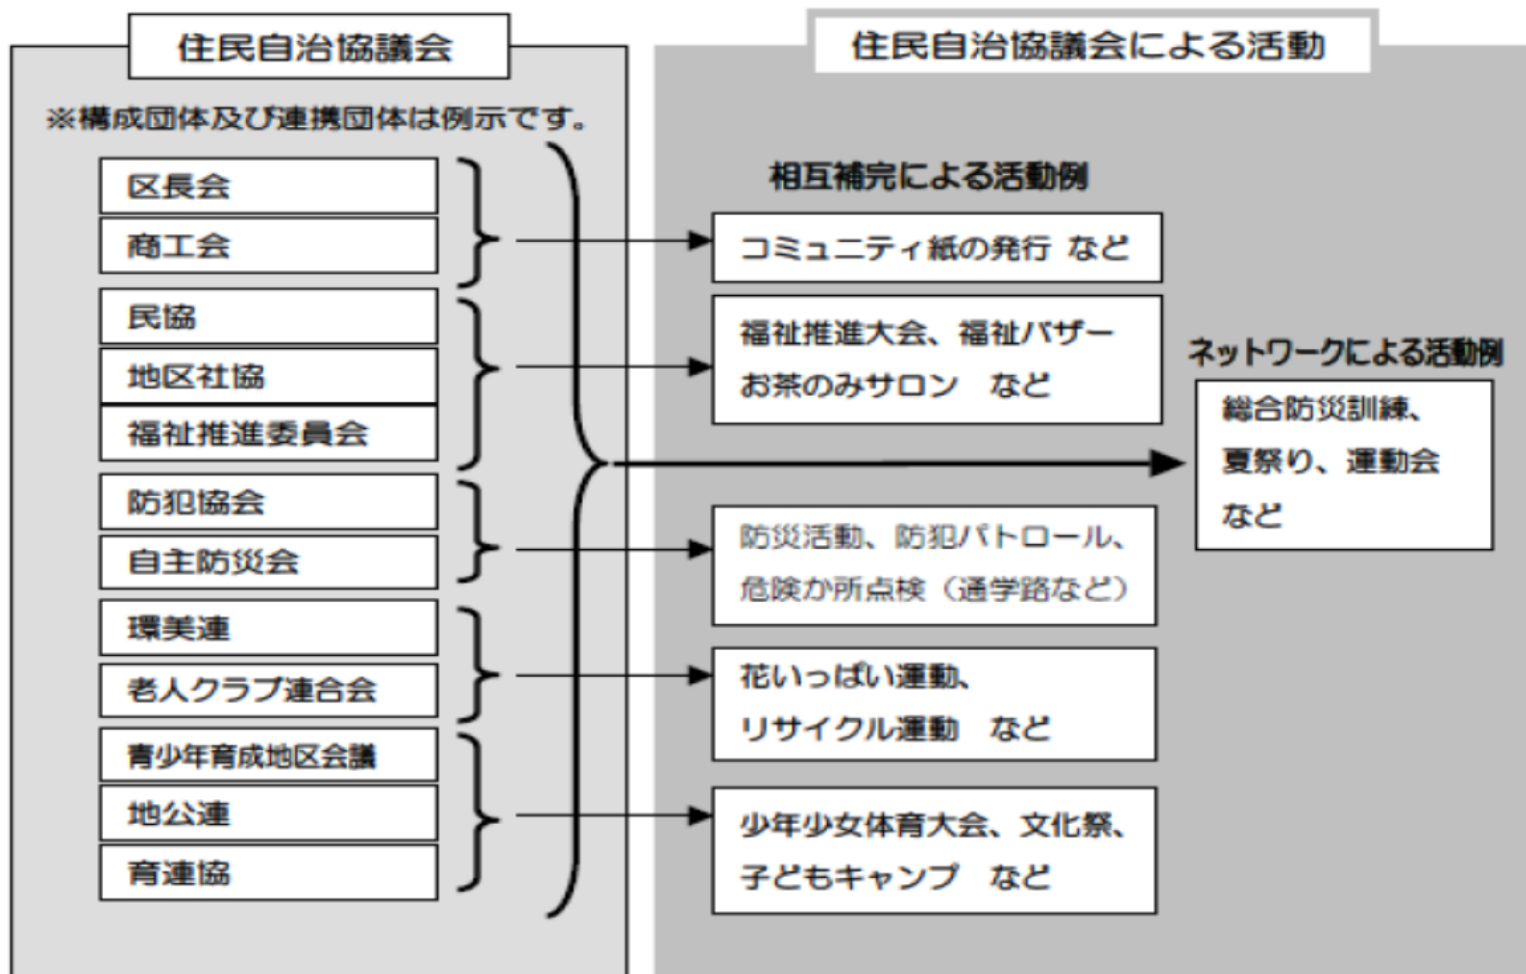 住民自治協議会
※構成団体及び連携団体は例示です。
区長会
商工会
民協
地区社協
福祉推進委員会
防犯協会
自主防災会
環美連
老人クラブ連合会
青少年育成地区会議
地公連
育連協
住民自治協議会による活動
相互補完による活動例
コミュニティ紙の発行 など
福祉推進大会、福祉バザー
お茶のみサロン　など
防災活動、防犯パトロール、
危険か所点検（通学路など）
花いっぱい運動、
リサイクル運動　など
少年少女体育大会、文化祭、
子どもキャンプ　など
ネットワークによる活動例
総合防災訓練、
夏祭り、運動会
など